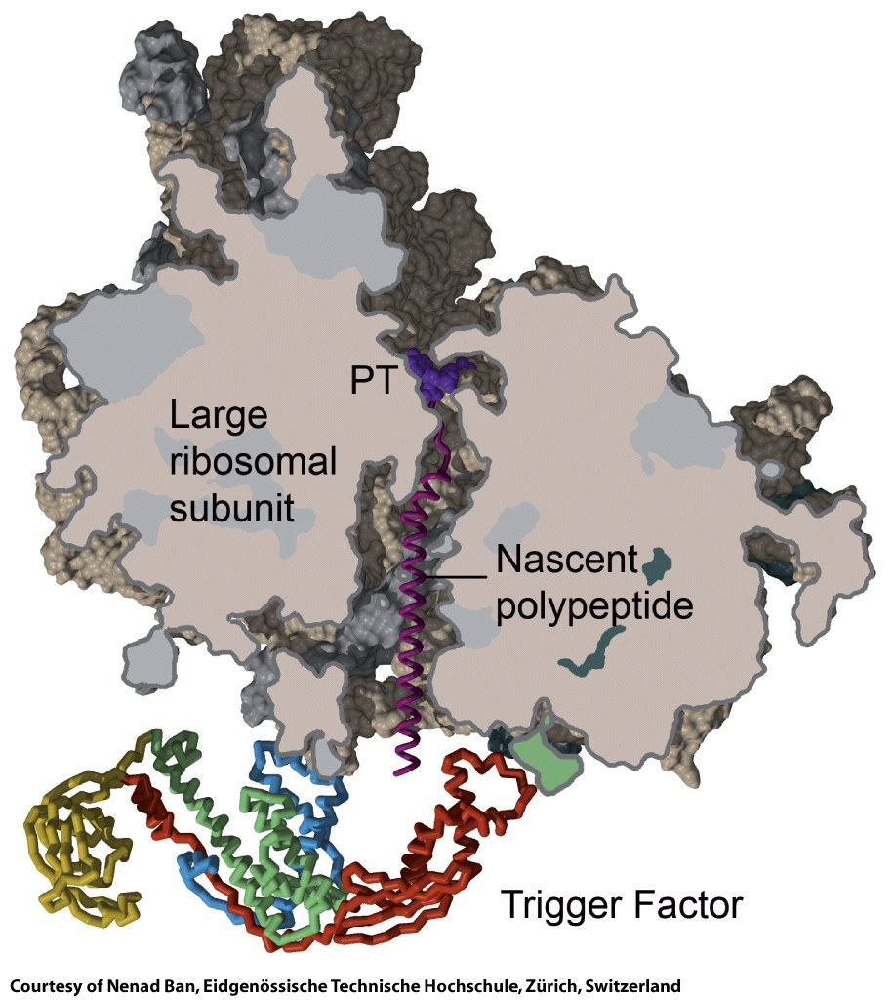 PT
Large
ribosomal
subunit
Nascent
polypeptide
Trigger Factor
Courtesy of Nenad Ban, Eidgenössische Technische Hochschule, Zürich, Switzerland